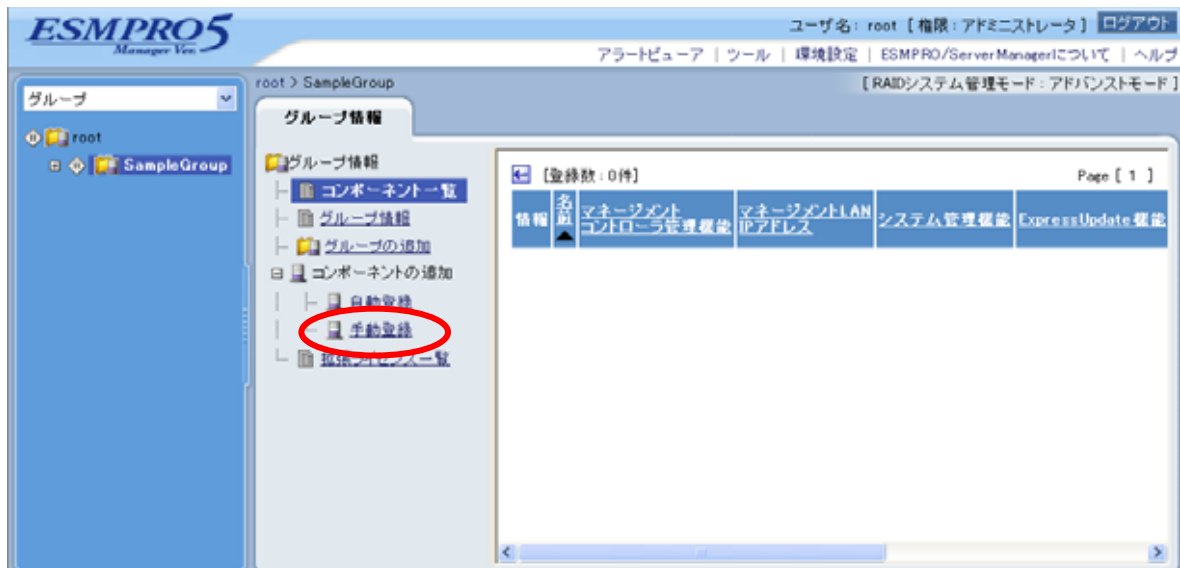 ESMPRO5
Manager Ver.
ユーザ名: root [権限:アドミニストレータ] ログアウト
アラートビューア | ツール | 環境設定 | ESMPRO/ServerManagerについて | ヘルプ
グループ
root
SampleGroup
root > SampleGroup
[RAIDシステム管理モード:アドバンストモード]
グループ情報
グループ情報
コンポーネント一覧
グループ情報
グループの追加
コンポーネントの追加
自動登録
手動登録
拡張ライセンス一覧
[登録数:0件]
Page [ 1 ]
情報
名前
マネージメント
コントローラ管理機能
マネージメントLAN
IPアドレス
システム管理機能
ExpressUpdate機能